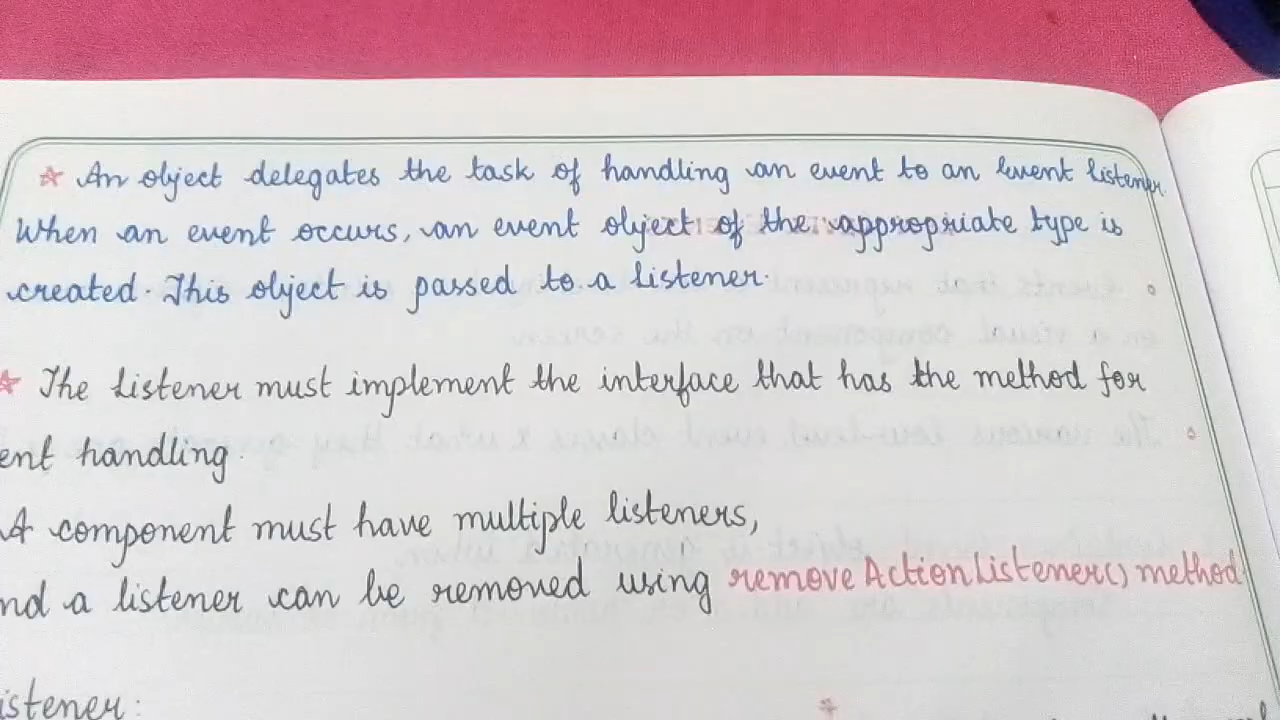 ☆ An object delegates the task of handling an event to an event listener.
When an event occurs, an event object of the appropriate type is
created. This object is passed to a listener.
☆ The Listener must implement the interface that has the method for
ent handling.
A component must have multiple listeners,
nd a listener can be removed using removeActionListener() method
istener: